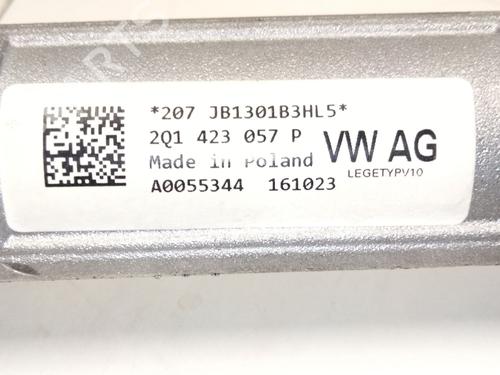 *207 JB1301B3HL5*
2Q1 423 057 P
Made in Poland
VW AG
LEGETYPV10
A0055344 161023